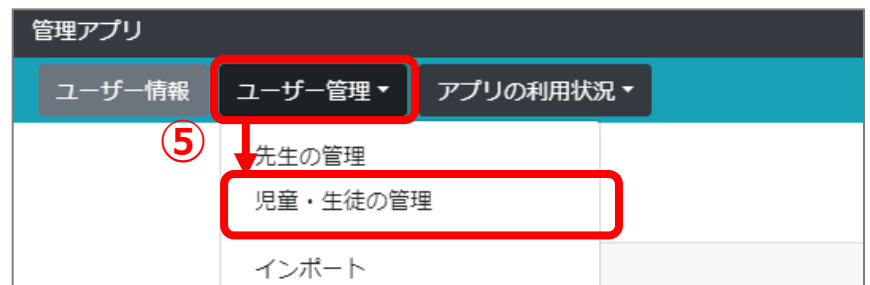 管理アプリ
ユーザー情報 ユーザー管理▼ アプリの利用状況▼
⑤
先生の管理
児童・生徒の管理
インポート